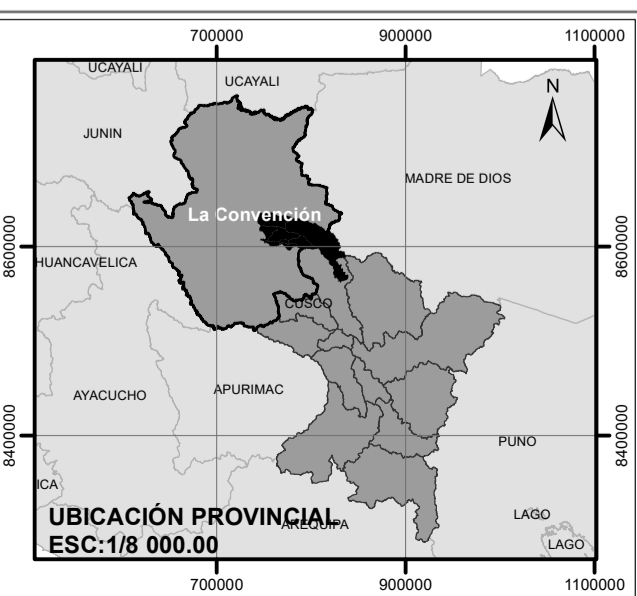 700000 900000 1100000
UCAYALI
UCAYALI
N
JUNIN
MADRE DE DIOS
La Convención
8600000 8600000
HUANCAVELICA
CUSCO
AYACUCHO
APURIMAC
8400000 8400000
PUNO
ICA
UBICACIÓN PROVINCIAL
AREQUIPA
LAGO
ESC:1/8 000.00
LAGO
700000 900000 1100000